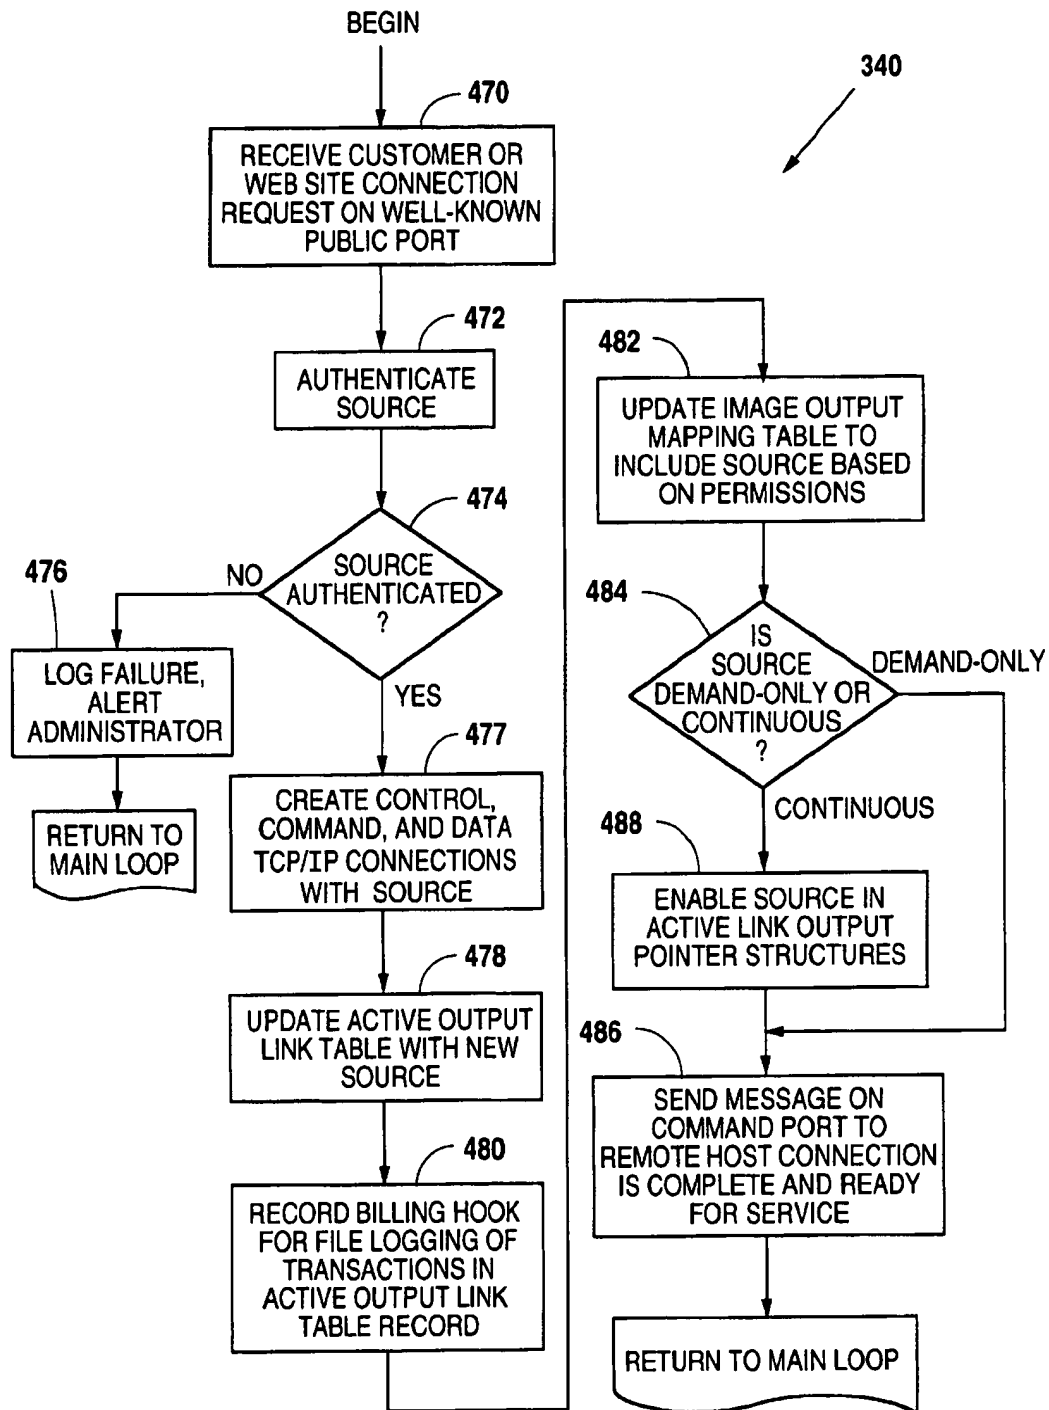 BEGIN
340
470
RECEIVE CUSTOMER OR
WEB SITE CONNECTION
REQUEST ON WELL-KNOWN
PUBLIC PORT
472
AUTHENTICATE
SOURCE
474
SOURCE
AUTHENTICATED
?
NO
YES
476
LOG FAILURE,
ALERT
ADMINISTRATOR
RETURN TO
MAIN LOOP
477
CREATE CONTROL,
COMMAND, AND DATA
TCP/IP CONNECTIONS
WITH SOURCE
478
UPDATE ACTIVE OUTPUT
LINK TABLE WITH NEW
SOURCE
480
RECORD BILLING HOOK
FOR FILE LOGGING OF
TRANSACTIONS IN
ACTIVE OUTPUT LINK
TABLE RECORD
482
UPDATE IMAGE OUTPUT
MAPPING TABLE TO
INCLUDE SOURCE BASED
ON PERMISSIONS
484
IS
SOURCE
DEMAND-ONLY OR
CONTINUOUS
?
DEMAND-ONLY
CONTINUOUS
488
ENABLE SOURCE IN
ACTIVE LINK OUTPUT
POINTER STRUCTURES
486
SEND MESSAGE ON
COMMAND PORT TO
REMOTE HOST CONNECTION
IS COMPLETE AND READY
FOR SERVICE
RETURN TO MAIN LOOP